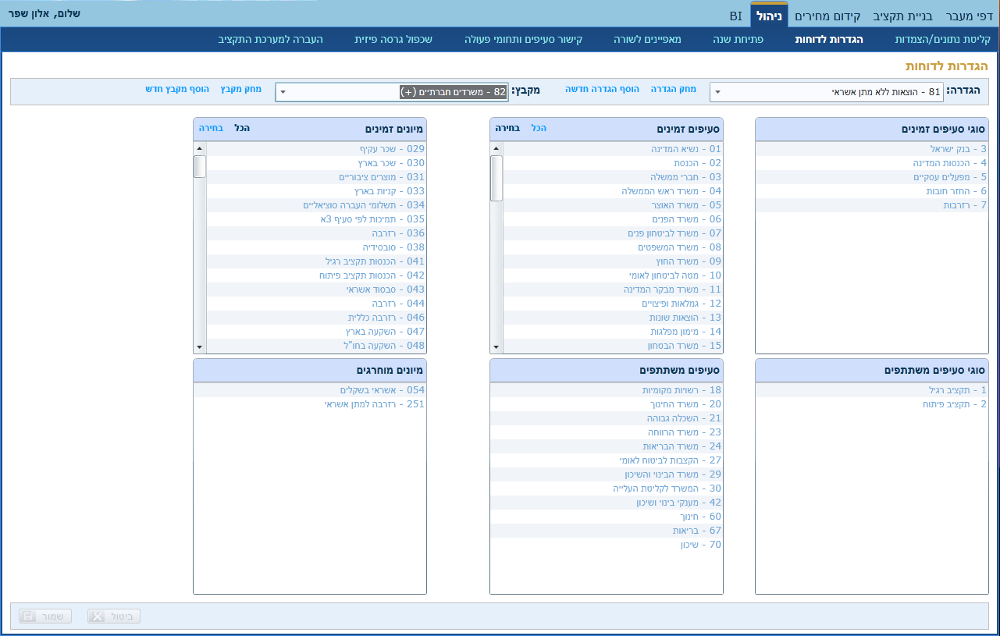 דפי מעבר בניית תקציב קידום מחירים ניהול BI שלום, אלון שפר
קליטת נתונים/הצמדות הגדרות לדוחות פתיחת שנה מאפיינים לשורה קישור סעיפים ותחומי פעולה שכפול גרסה פיזית העברה למערכת התקציב
הגדרות לדוחות
הגדרה: 81 - הוצאות ללא מתן אשראי מחק הגדרה הוסף הגדרה חדשה מקבץ: 82 - משרדים חברתיים (+) מחק מקבץ הוסף מקבץ חדש
סוגי סעיפים זמינים
3 - בנק ישראל
4 - הכנסות המדינה
5 - מפעלים עסקיים
6 - החזר חובות
7 - רזרבות
סעיפים זמינים הכל בחירה
01 - נשיא המדינה
02 - הכנסת
03 - חברי ממשלה
04 - משרד ראש הממשלה
05 - משרד האוצר
06 - משרד הפנים
07 - משרד לביטחון פנים
08 - משרד המשפטים
09 - משרד החוץ
10 - מטה לביטחון לאומי
11 - משרד מבקר המדינה
12 - גמלאות ופיצויים
13 - הוצאות שונות
14 - מימון מפלגות
15 - משרד הבטחון
מיונים זמינים הכל בחירה
029 - שכר עקיף
030 - שכר בארץ
031 - מוצרים ציבוריים
033 - קניות בארץ
034 - תשלומי העברה סוציאליים
035 - תמיכות לפי סעיף 3א
036 - רזרבה
038 - סובסידיה
041 - הכנסות תקציב רגיל
042 - הכנסות תקציב פיתוח
043 - סבסוד אשראי
044 - רזרבה
046 - רזרבה כללית
047 - השקעה בארץ
048 - השקעה בחו"ל
סוגי סעיפים משתתפים
1 - תקציב רגיל
2 - תקציב פיתוח
סעיפים משתתפים
18 - רשויות מקומיות
20 - משרד החינוך
21 - השכלה גבוהה
23 - משרד הרווחה
24 - משרד הבריאות
27 - הקצבות לביטוח לאומי
29 - משרד הבינוי והשיכון
30 - המשרד לקליטת העלייה
42 - מענקי בינוי ושיכון
60 - חינוך
67 - בריאות
70 - שיכון
מיונים מוחרגים
054 - אשראי בשקלים
251 - רזרבה למתן אשראי
ביטול שמור